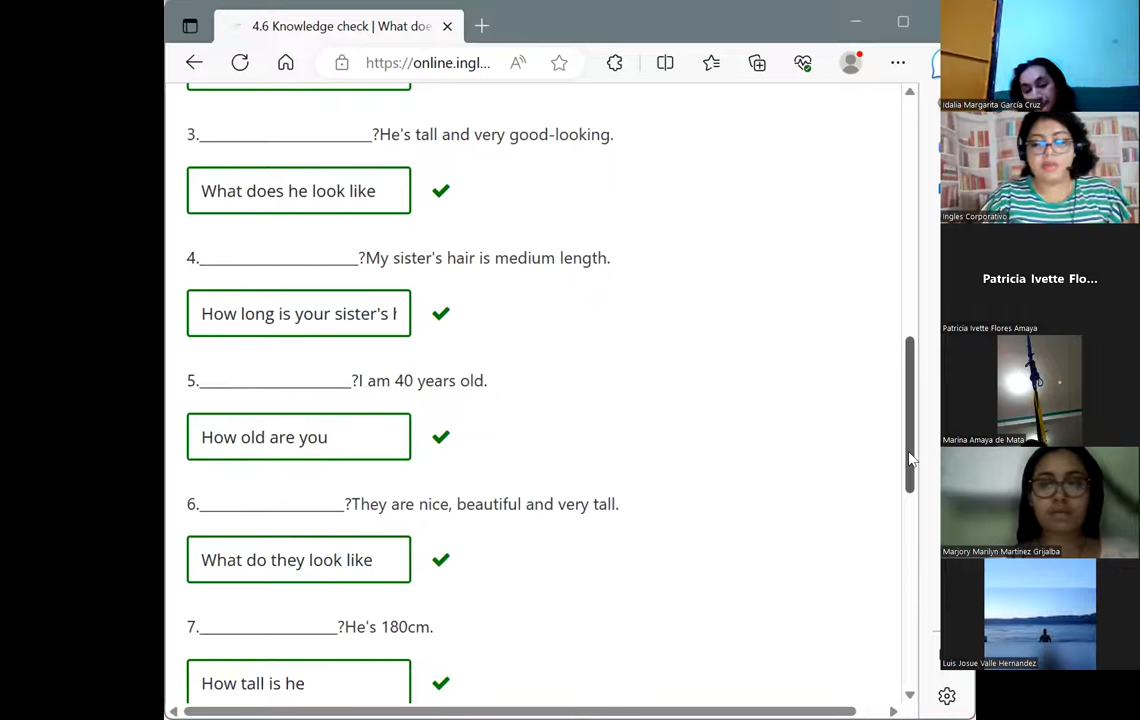 4.6 Knowledge check | What doe
https://online.ingl...
3.___________________?He's tall and very good-looking.
What does he look like
4.__________________?My sister's hair is medium length.
How long is your sister's h
5.__________________?I am 40 years old.
How old are you
6.________________?They are nice, beautiful and very tall.
What do they look like
7.________________?He's 180cm.
How tall is he
Idalia Margarita García Cruz
Ingles Corporativo
Patricia Ivette Flo...
Patricia Ivette Flores Amaya
Marina Amaya de Mata
Marjory Marilyn Martinez Grijalba
Luis Josue Valle Hernandez